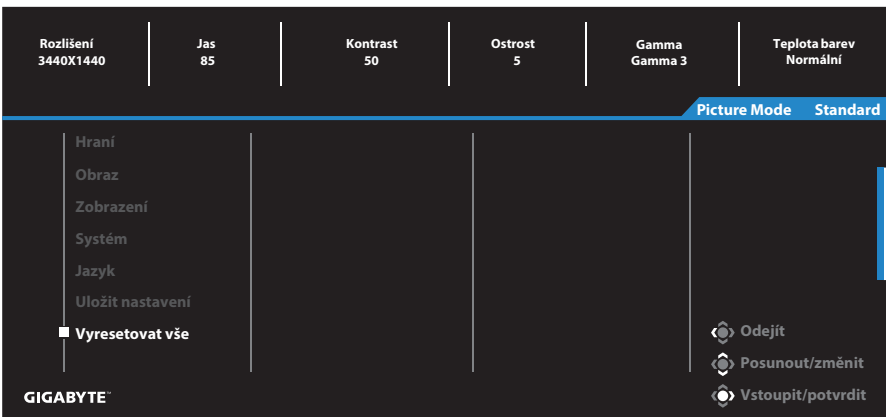 Rozlišení
3440X1440
Jas
85
Kontrast
50
Ostrost
5
Gamma
Gamma 3
Teplota barev
Normální
Picture Mode Standard
Hraní
Obraz
Zobrazení
Systém
Jazyk
Uložit nastavení
Vyresetovat vše
Odejít
Posunout/změnit
Vstoupit/potvrdit
GIGABYTE™